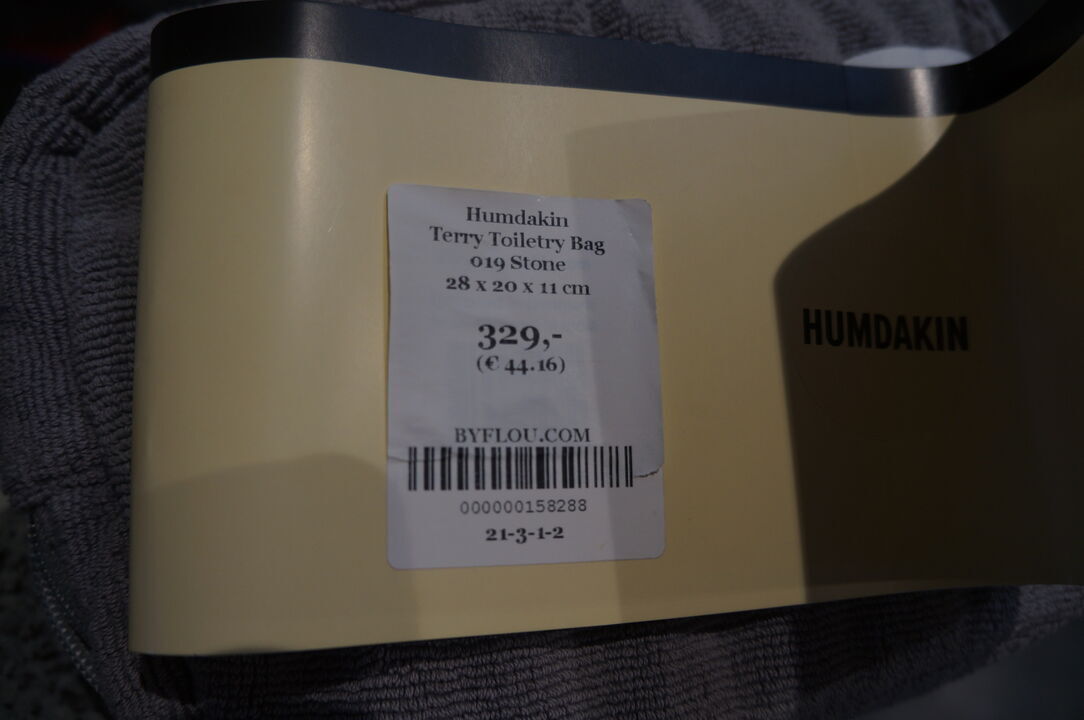 Humdakin
Terry Toiletry Bag
019 Stone
28 x 20 x 11 cm
329,-
(€ 44.16)
BYFLOU.COM
000000158288
21-3-1-2
HUMDAKIN